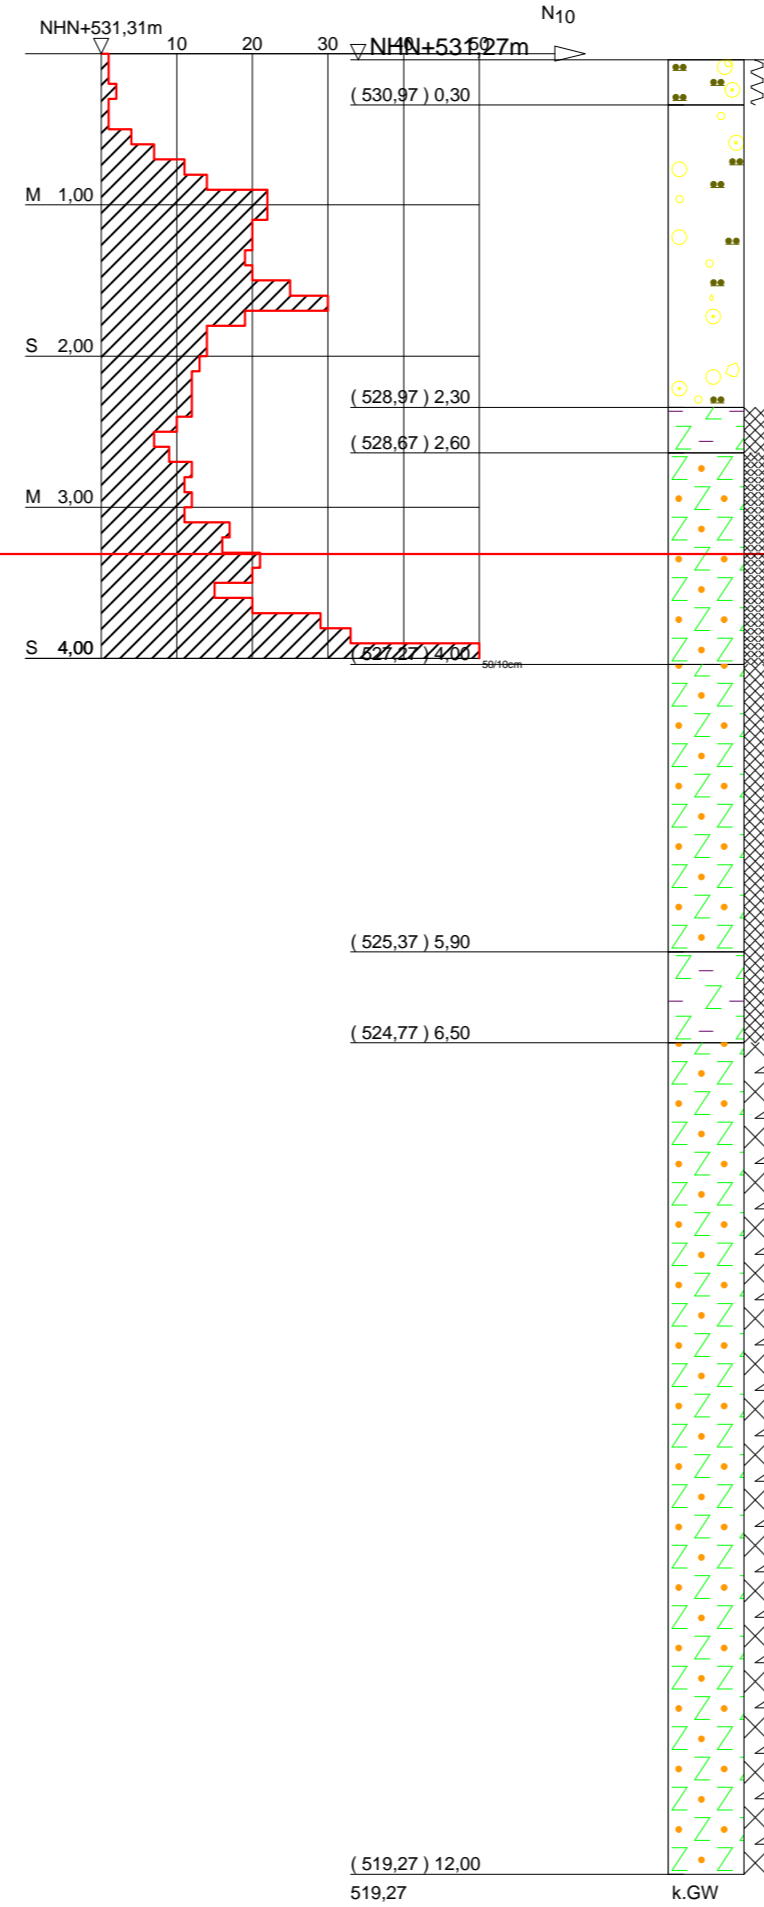 N10
NHN+531,31m
10 20 30 40 50
NHN+531,27m
( 530,97 ) 0,30
M 1,00
S 2,00
( 528,97 ) 2,30
( 528,67 ) 2,60
M 3,00
S 4,00
( 527,27 ) 4,00
50/10cm
( 525,37 ) 5,90
( 524,77 ) 6,50
( 519,27 ) 12,00
519,27
k.GW